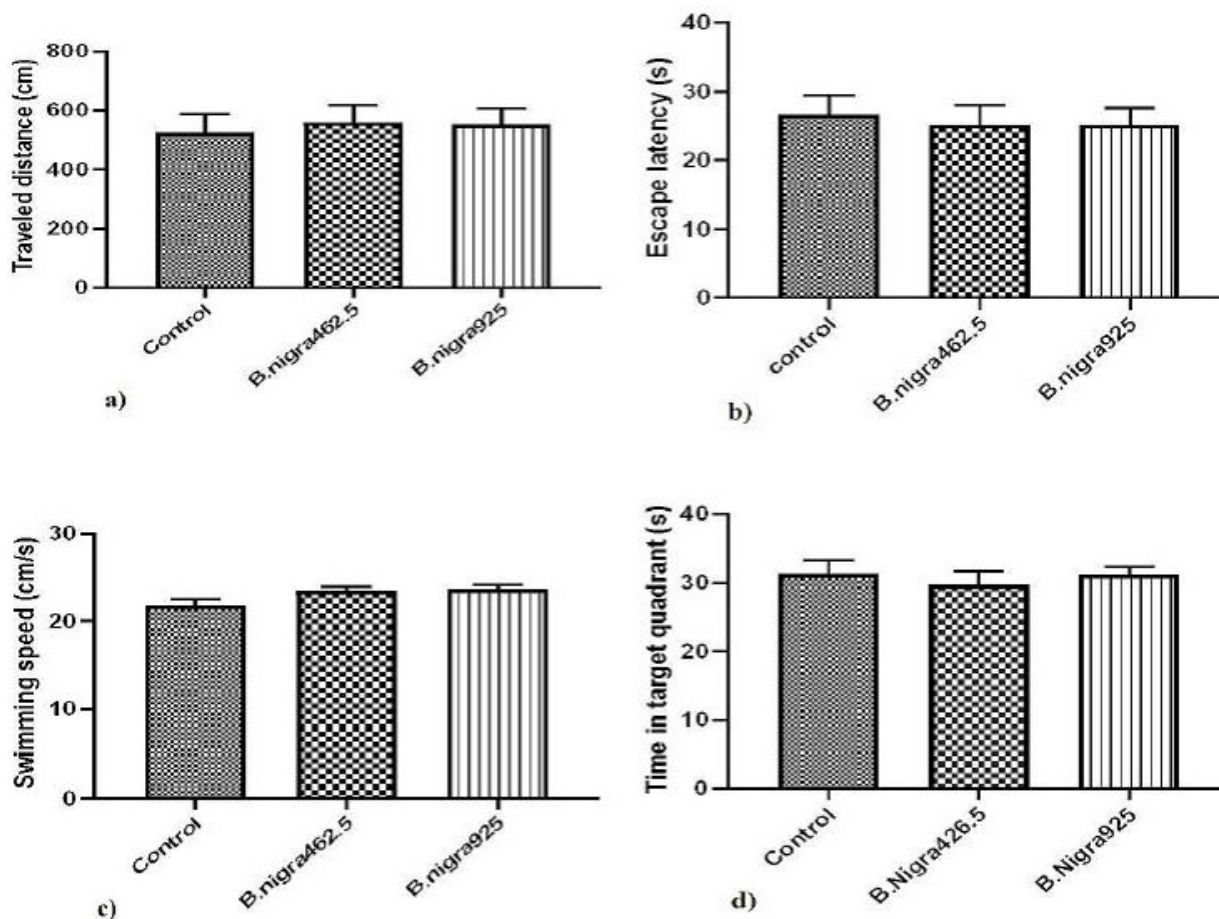 Traveled distance (cm)
800
600
400
200
0
Control
B.nigra462.5
B.nigra925
a)
Escape latency (s)
40
30
20
10
0
control
B.nigra462.5
B.nigra925
b)
Swimming speed (cm/s)
30
20
10
0
Control
B.nigra462.5
B.nigra925
c)
Time in target quadrant (s)
40
30
20
10
0
Control
B.Nigra426.5
B.Nigra925
d)